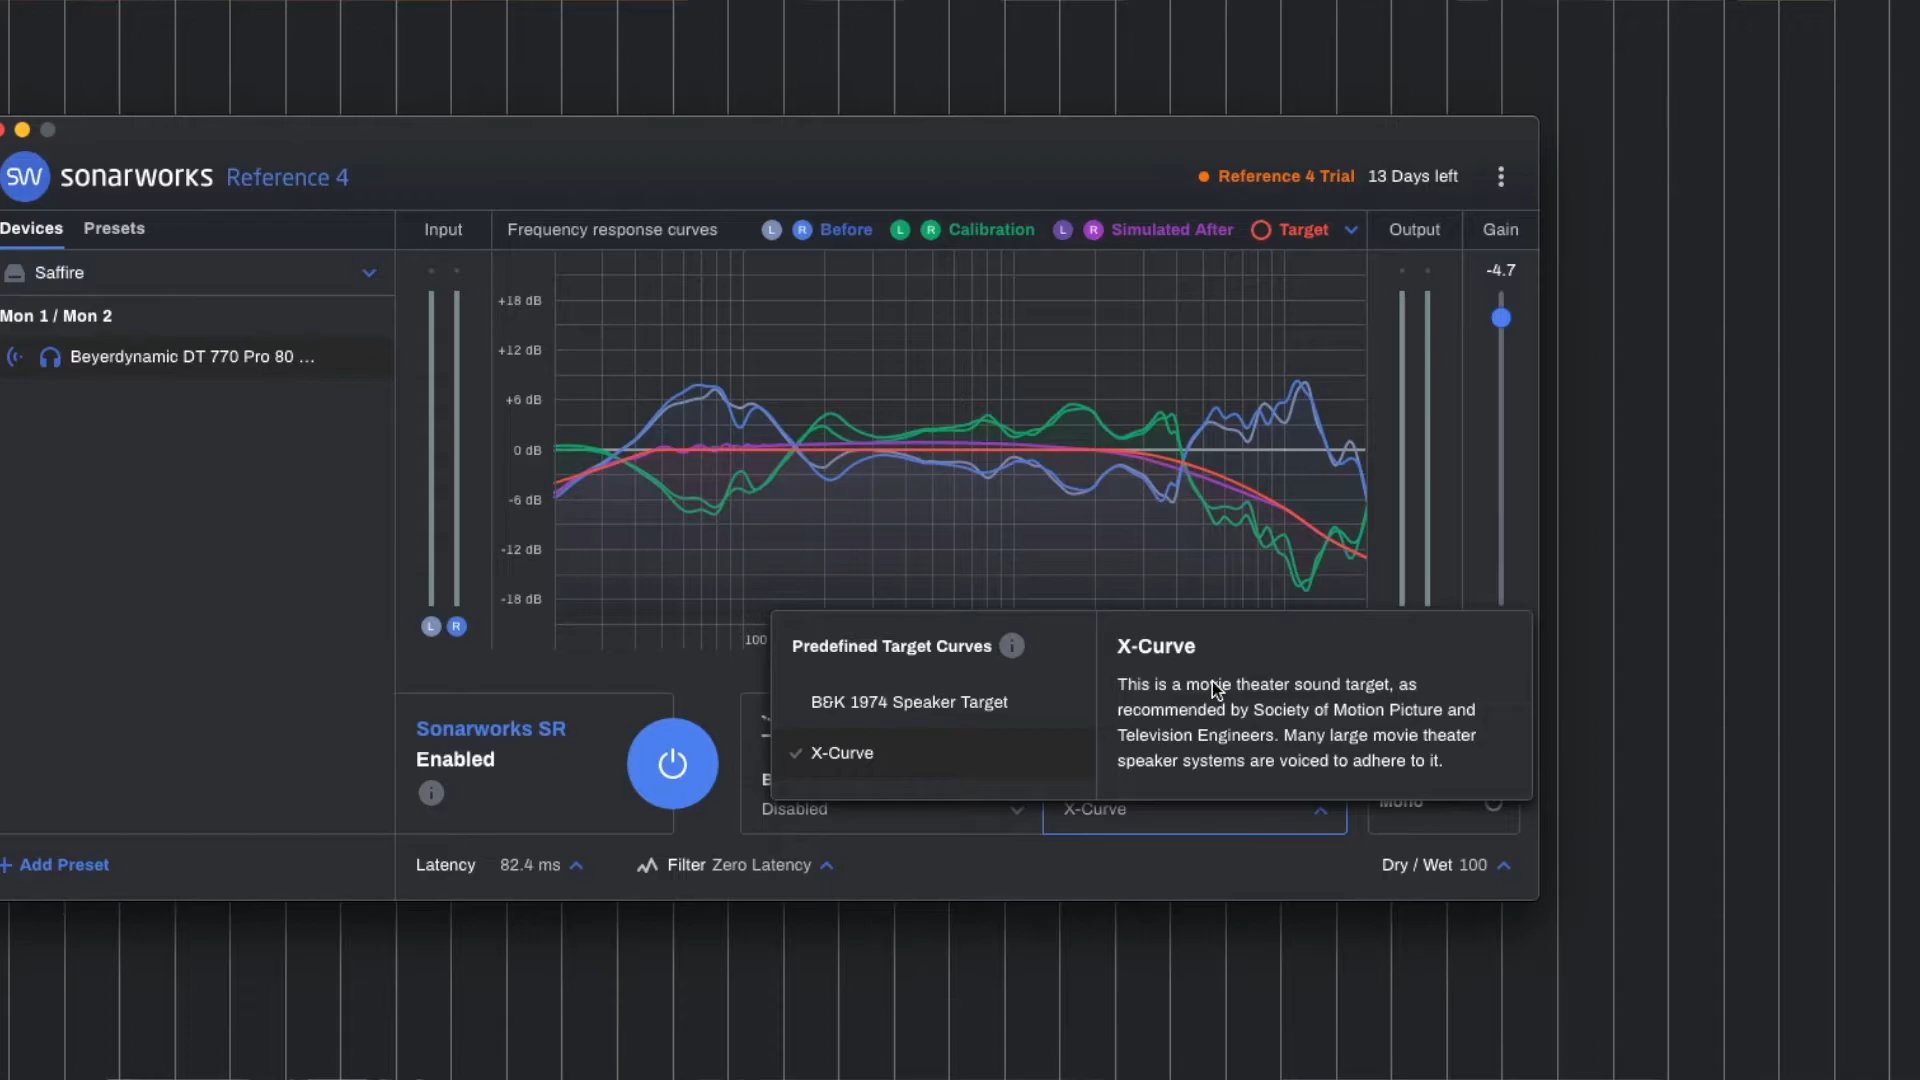 SW sonarworks Reference 4
Reference 4 Trial 13 Days left
Devices Presets
Input
Frequency response curves
L R Before L R Calibration L R Simulated After Target
Output
Gain
Saffire
-4.7
Mon 1 / Mon 2
Beyerdynamic DT 770 Pro 80 ...
+18 dB
+12 dB
+6 dB
0 dB
-6 dB
-12 dB
-18 dB
L R
100
Predefined Target Curves i
B&K 1974 Speaker Target
X-Curve
X-Curve
This is a movie theater sound target, as
recommended by Society of Motion Picture and
Television Engineers. Many large movie theater
speaker systems are voiced to adhere to it.
Sonarworks SR
Enabled
i
Disabled
X-Curve
Mono
+ Add Preset
Latency 82.4 ms
Filter Zero Latency
Dry / Wet 100